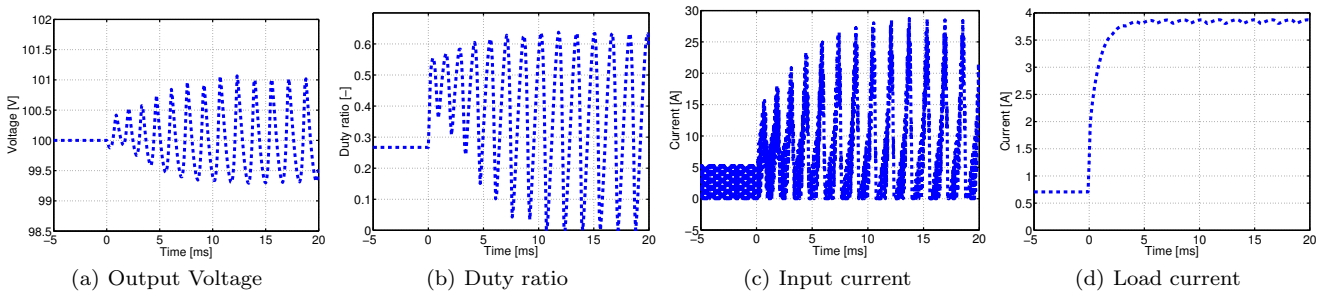 102
101.5
101
100.5
100
99.5
99
98.5
Voltage [V]
−5 0 5 10 15 20
Time [ms]
(a) Output Voltage
0.6
0.5
0.4
0.3
0.2
0.1
0
Duty ratio [−]
−5 0 5 10 15 20
Time [ms]
(b) Duty ratio
30
25
20
15
10
5
0
−5
Current [A]
−5 0 5 10 15 20
Time [ms]
(c) Input current
4
3.5
3
2.5
2
1.5
1
0.5
0
Current [A]
−5 0 5 10 15 20
Time [ms]
(d) Load current